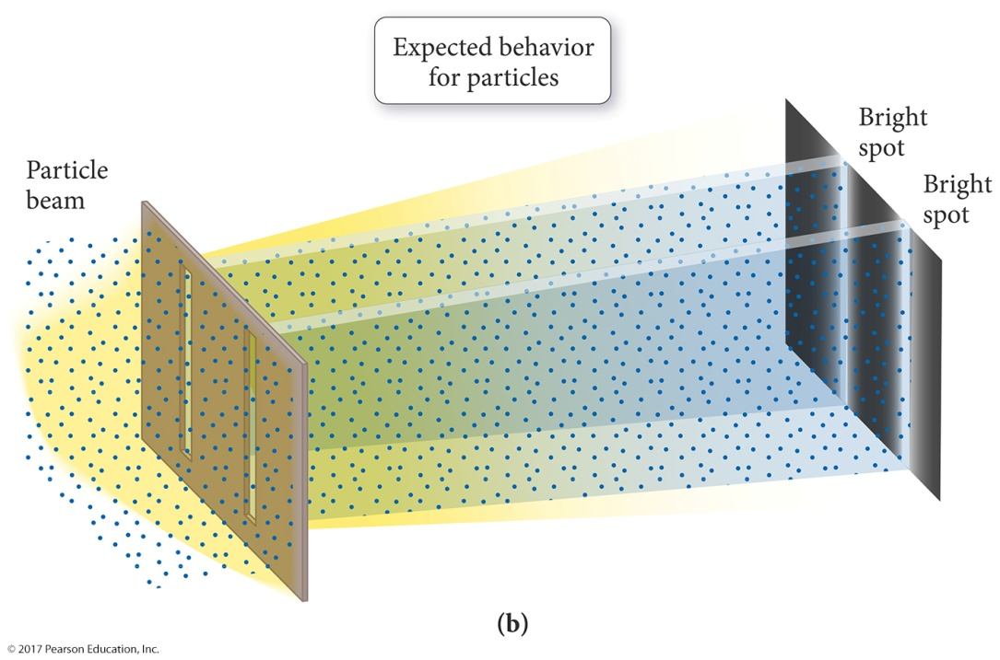 Expected behavior
for particles
Bright
spot
Particle
beam
Bright
spot
(b)
© 2017 Pearson Education, Inc.